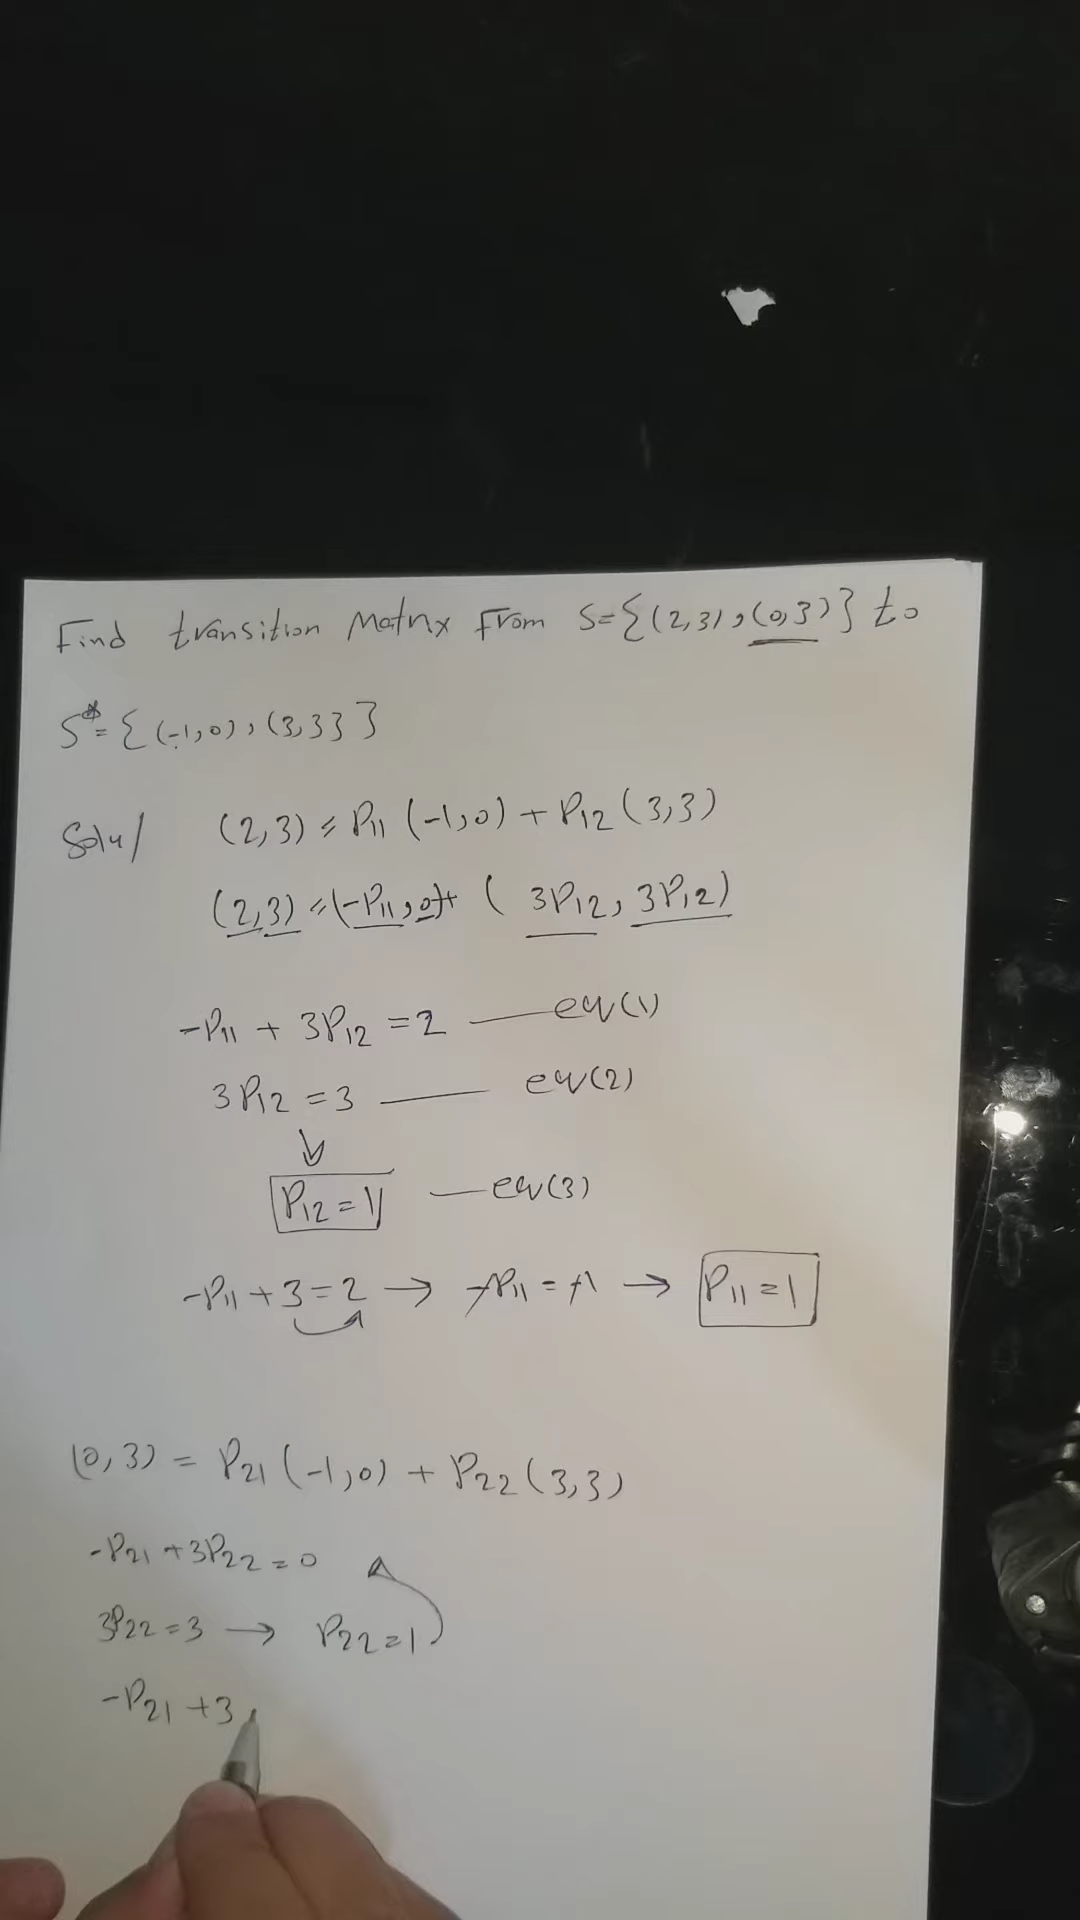 Find transition Matrix From S={(2,3),(0,3)} to
S*={(-1,0),(3,3}}
Solu/ (2,3) = P11 (-1,0) + P12 (3,3)
(2,3) = (-P11,0)+ (3P12, 3P12)
-P11 + 3P12 = 2 — eq(1)
3P12 = 3 — eq(2)
↓
P12 = 1 — eq(3)
-P11 + 3 = 2 → -P11 = -1 → P11 = 1
(0,3) = P21 (-1,0) + P22 (3,3)
-P21 + 3P22 = 0
3P22 = 3 → P22 = 1
-P21 + 3